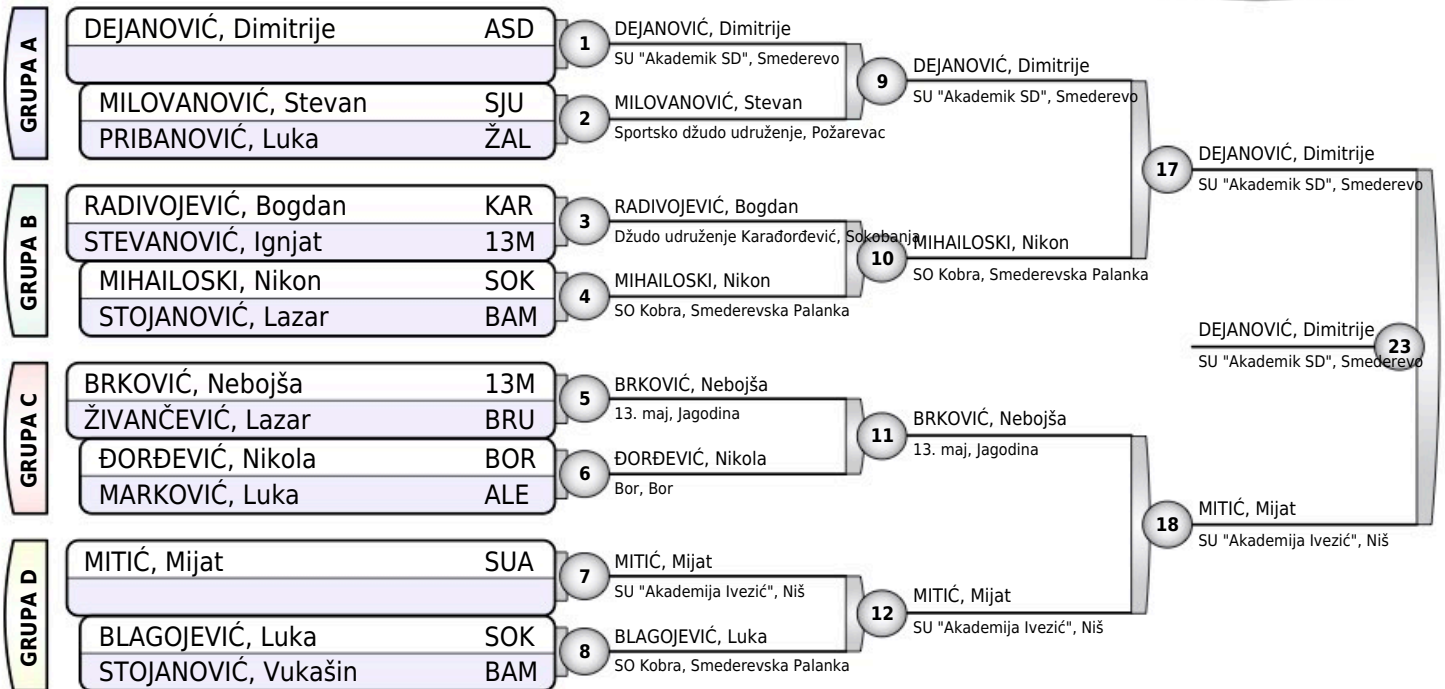 GRUPA A
DEJANOVIĆ, Dimitrije ASD
MILOVANOVIĆ, Stevan SJU
PRIBANOVIĆ, Luka ŽAL
GRUPA B
RADIVOJEVIĆ, Bogdan KAR
STEVANOVIĆ, Ignjat 13M
MIHAILOSKI, Nikon SOK
STOJANOVIĆ, Lazar BAM
GRUPA C
BRKOVIĆ, Nebojša 13M
ŽIVANČEVIĆ, Lazar BRU
ĐORĐEVIĆ, Nikola BOR
MARKOVIĆ, Luka ALE
GRUPA D
MITIĆ, Mijat SUA
BLAGOJEVIĆ, Luka SOK
STOJANOVIĆ, Vukašin BAM
1
DEJANOVIĆ, Dimitrije
SU "Akademik SD", Smederevo
2
MILOVANOVIĆ, Stevan
Sportsko džudo udruženje, Požarevac
3
RADIVOJEVIĆ, Bogdan
Džudo udruženje Karađorđević, Sokobanja
4
MIHAILOSKI, Nikon
SO Kobra, Smederevska Palanka
5
BRKOVIĆ, Nebojša
13. maj, Jagodina
6
ĐORĐEVIĆ, Nikola
Bor, Bor
7
MITIĆ, Mijat
SU "Akademija Ivezić", Niš
8
BLAGOJEVIĆ, Luka
SO Kobra, Smederevska Palanka
9
DEJANOVIĆ, Dimitrije
SU "Akademik SD", Smederevo
10
MIHAILOSKI, Nikon
SO Kobra, Smederevska Palanka
11
BRKOVIĆ, Nebojša
13. maj, Jagodina
12
MITIĆ, Mijat
SU "Akademija Ivezić", Niš
17
DEJANOVIĆ, Dimitrije
SU "Akademik SD", Smederevo
18
MITIĆ, Mijat
SU "Akademija Ivezić", Niš
DEJANOVIĆ, Dimitrije
SU "Akademik SD", Smederevo
23